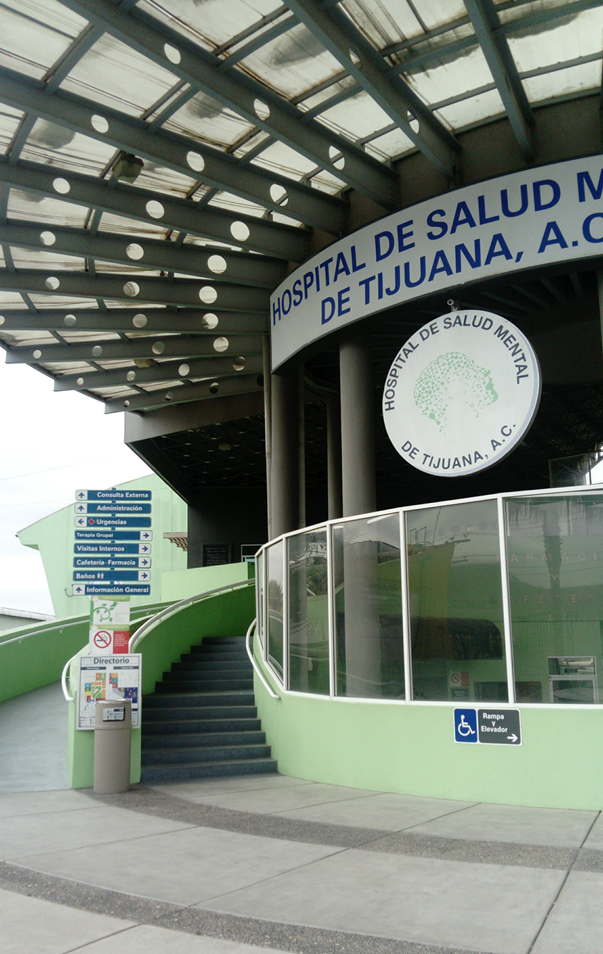 HOSPITAL DE SALUD M
DE TIJUANA, A.C
HOSPITAL DE SALUD MENTAL
DE TIJUANA, A.C.
Consulta Externa
Administración
Urgencias
Terapia Grupal
Visitas Internos
Cafetería - Farmacia
Baños
Información General
Directorio
Rampa
y
Elevador